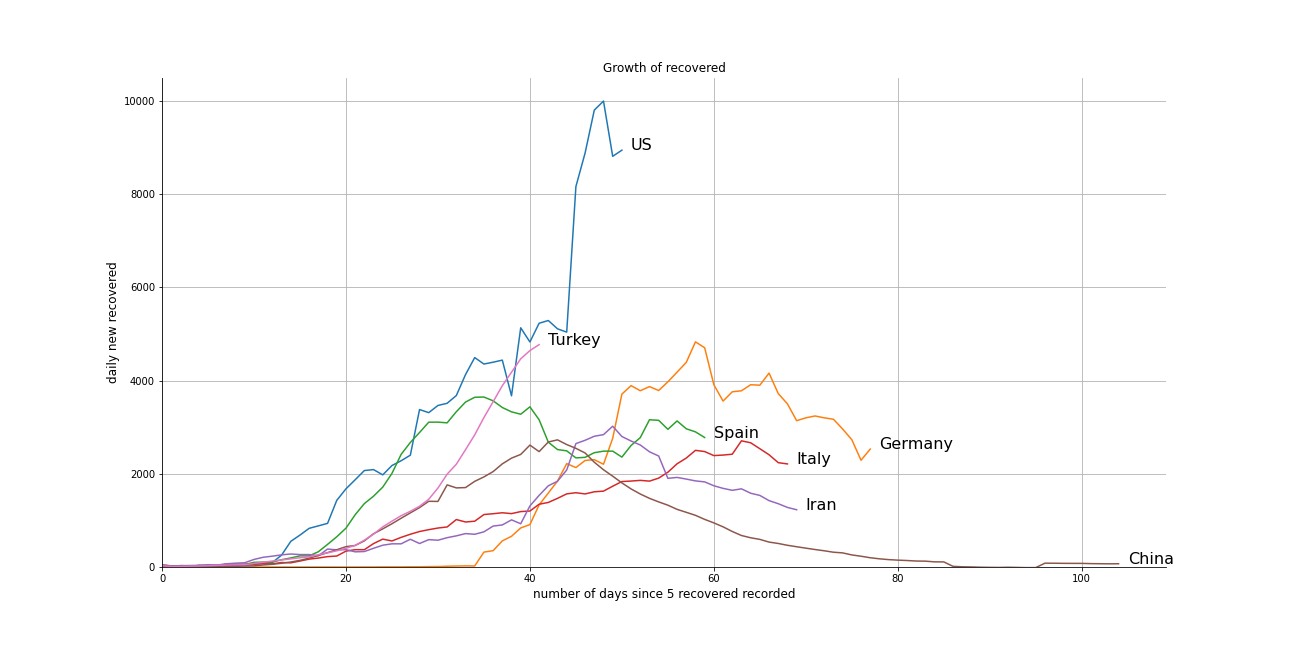 Growth of recovered
10000
8000
6000
4000
2000
0
daily new recovered
US
Turkey
Spain
Germany
Italy
Iran
China
0 20 40 60 80 100
number of days since 5 recovered recorded